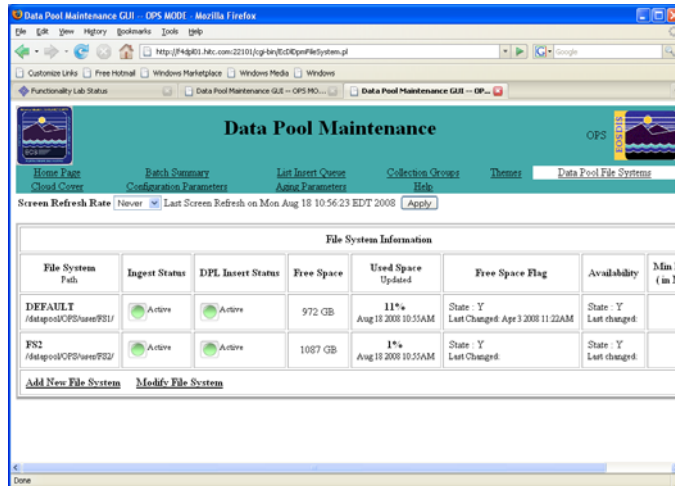 Data Pool Maintenance GUI -- OPS MODE - Mozilla Firefox
File Edit View History Bookmarks Tools Help
http://f4dpl01.hitc.com:22101/cgi-bin/EcDlDpmFileSystem.pl
Google
Customize Links Free Hotmail Windows Marketplace Windows Media Windows
Functionality Lab Status Data Pool Maintenance GUI -- OPS MO... Data Pool Maintenance GUI -- OP...
Data Pool Maintenance
OPS
EOSDIS
Home Page Batch Summary List Insert Queue Collection Groups Themes Data Pool File Systems
Cloud Cover Configuration Parameters Aging Parameters Help
Screen Refresh Rate Never Last Screen Refresh on Mon Aug 18 10:56:23 EDT 2008 Apply
File System Information
File System Ingest Status DPL Insert Status Free Space Used Space Free Space Flag Availability Min
Path Updated ( in
DEFAULT Active Active 972 GB 11% State : Y State : Y
/datapool/OPS/user/FS1/ Aug 18 2008 10:55AM Last Changed: Apr 3 2008 11:22AM Last changed:
FS2 Active Active 1087 GB 1% State : Y State : Y
/datapool/OPS/user/FS2/ Aug 18 2008 10:55AM Last Changed: Last changed:
Add New File System Modify File System
Done